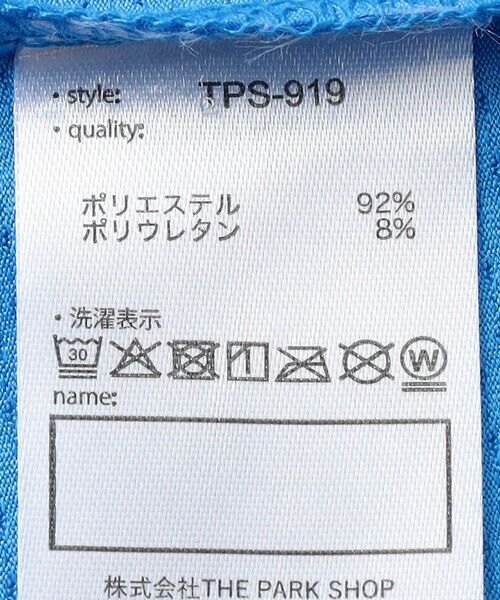 ・style: TPS-919
・quality:
ポリエステル 92%
ポリウレタン 8%
・洗濯表示
30 W
name:
株式会社THE PARK SHOP